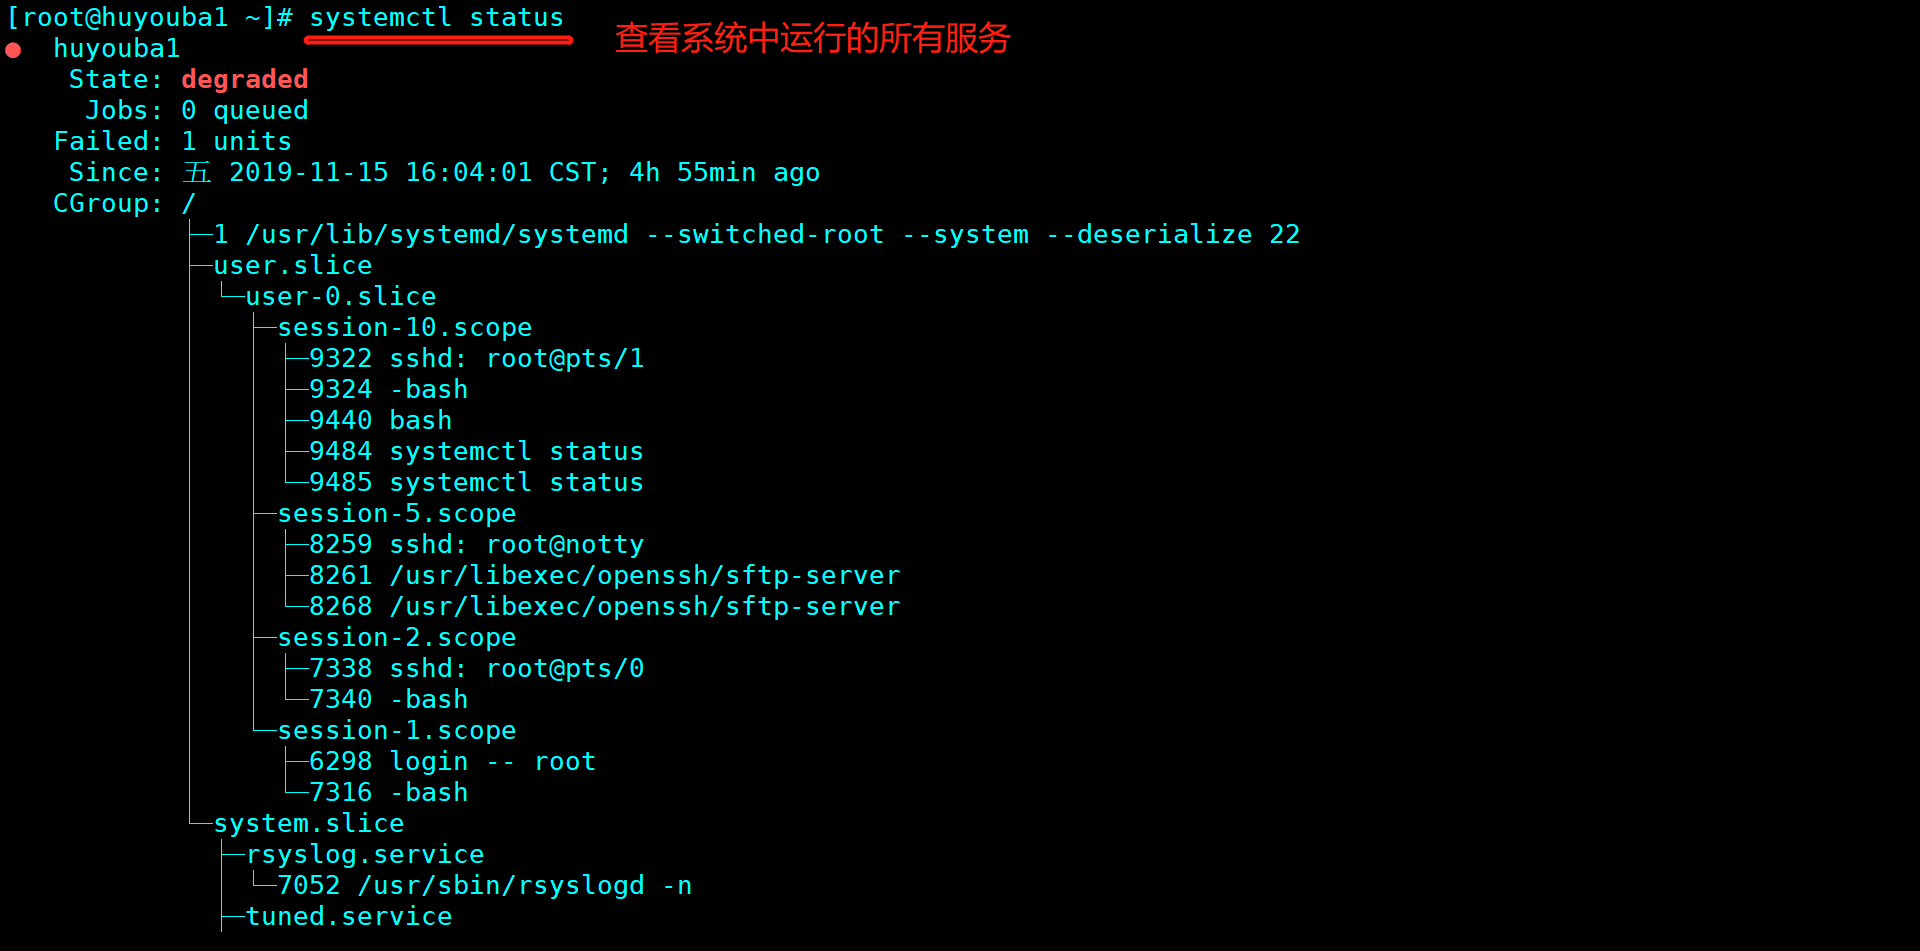 [root@huyouba1 ~]# systemctl status 查看系统中运行的所有服务
● huyouba1
State: degraded
Jobs: 0 queued
Failed: 1 units
Since: 五 2019-11-15 16:04:01 CST; 4h 55min ago
CGroup: /
├─1 /usr/lib/systemd/systemd --switched-root --system --deserialize 22
├─user.slice
│ └─user-0.slice
│   ├─session-10.scope
│   │ ├─9322 sshd: root@pts/1
│   │ ├─9324 -bash
│   │ ├─9440 bash
│   │ ├─9484 systemctl status
│   │ └─9485 systemctl status
│   ├─session-5.scope
│   │ ├─8259 sshd: root@notty
│   │ ├─8261 /usr/libexec/openssh/sftp-server
│   │ └─8268 /usr/libexec/openssh/sftp-server
│   ├─session-2.scope
│   │ ├─7338 sshd: root@pts/0
│   │ └─7340 -bash
│   └─session-1.scope
│     ├─6298 login -- root
│     └─7316 -bash
└─system.slice
  ├─rsyslog.service
  │ └─7052 /usr/sbin/rsyslogd -n
  ├─tuned.service